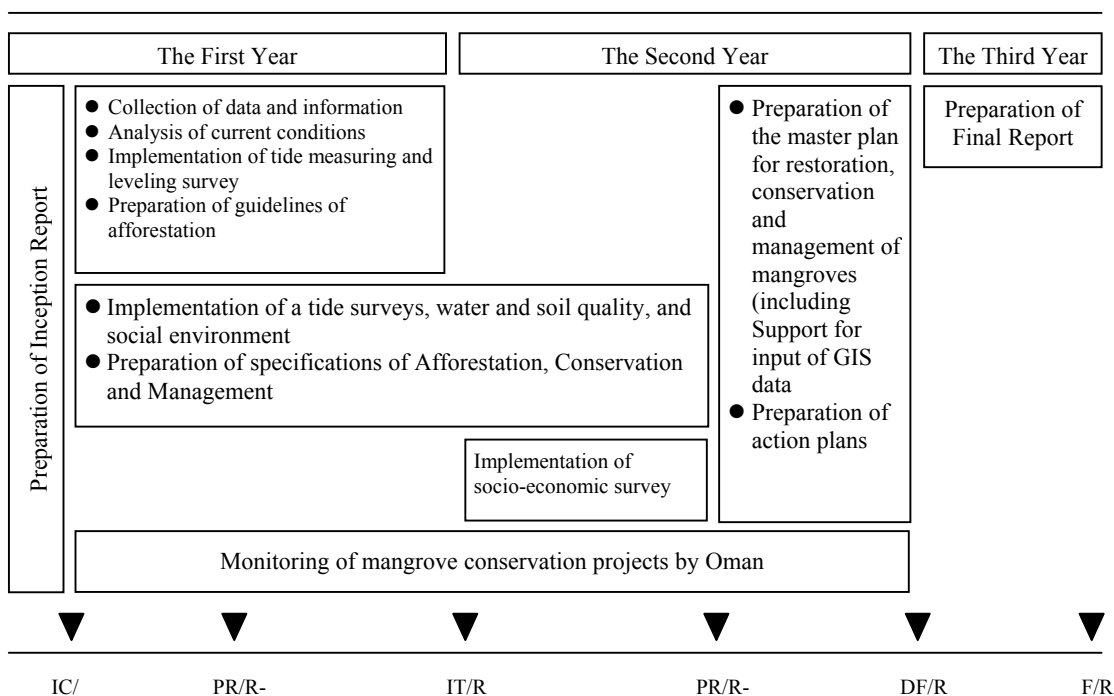 The First Year
The Second Year
The Third Year
Preparation of Inception Report
● Collection of data and information
● Analysis of current conditions
● Implementation of tide measuring and
leveling survey
● Preparation of guidelines of
afforestation
● Implementation of a tide surveys, water and soil quality, and
social environment
● Preparation of specifications of Afforestation, Conservation
and Management
Implementation of
socio-economic survey
● Preparation of
the master plan
for restoration,
conservation
and
management of
mangroves
(including
Support for
input of GIS
data
● Preparation of
action plans
Preparation of
Final Report
Monitoring of mangrove conservation projects by Oman
IC/
PR/R-
IT/R
PR/R-
DF/R
F/R